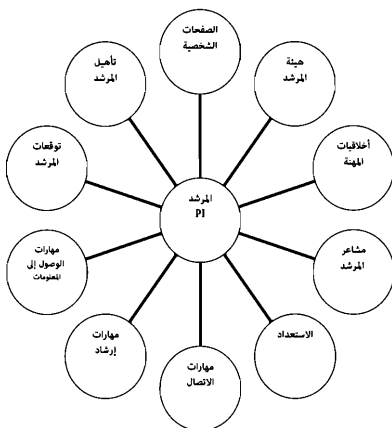 الصفحات
الشخصية
هيئة
المرشد
أخلاقيات
المهنة
مشاعر
المرشد
الاستعداد
مهارات
الاتصال
مهارات
إرشاد
مهارات
الوصول إلى
المعلومات
توقعات
المرشد
تأهيل
المرشد
المرشد
PI